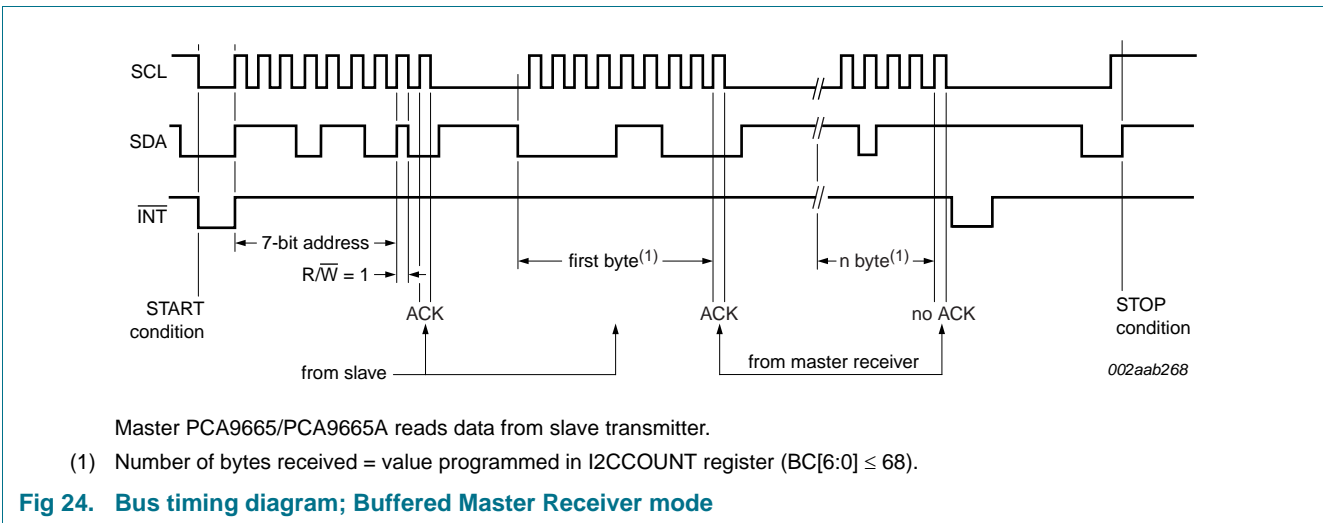 SCL
SDA
INT
7-bit address
R/W = 1
first byte(1)
n byte(1)
START
condition
ACK
ACK
no ACK
STOP
condition
from slave
from master receiver
002aab268
Master PCA9665/PCA9665A reads data from slave transmitter.
(1) Number of bytes received = value programmed in I2CCOUNT register (BC[6:0] ≤ 68).
Fig 24. Bus timing diagram; Buffered Master Receiver mode